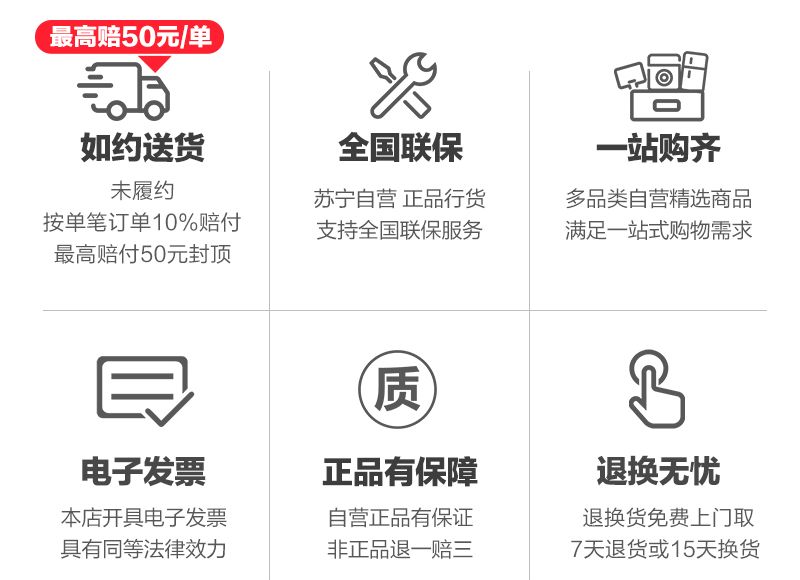 最高赔50元/单
如约送货
未履约
按单笔订单10%赔付
最高赔付50元封顶
全国联保
苏宁自营 正品行货
支持全国联保服务
一站购齐
多品类自营精选商品
满足一站式购物需求
电子发票
本店开具电子发票
具有同等法律效力
质
正品有保障
自营正品有保证
非正品退一赔三
退换无忧
退换货免费上门取
7天退货或15天换货